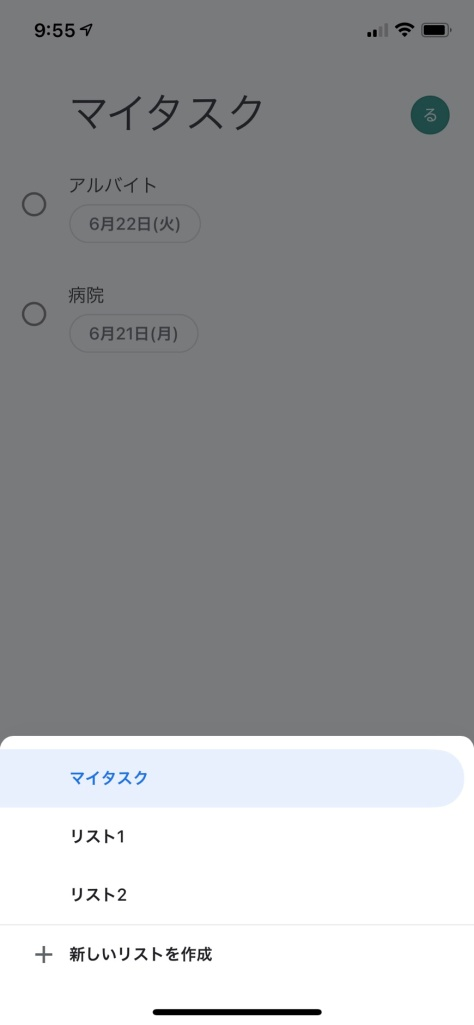 9:55
マイタスク
る
アルバイト
6月22日(火)
病院
6月21日(月)
マイタスク
リスト1
リスト2
新しいリストを作成